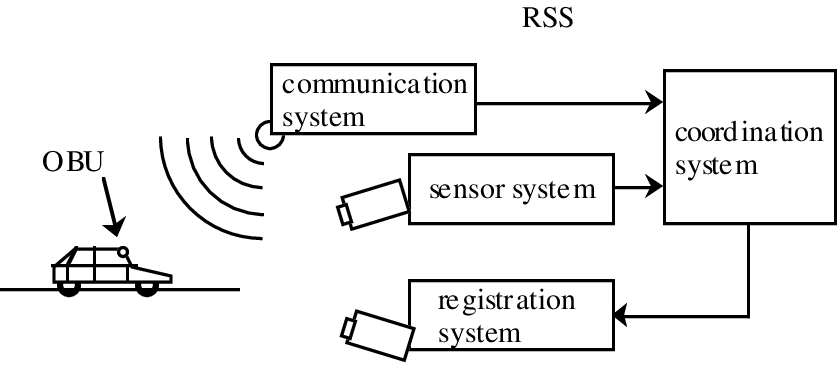 RSS
communication
system
coordination
system
OBU
sensor system
registration
system